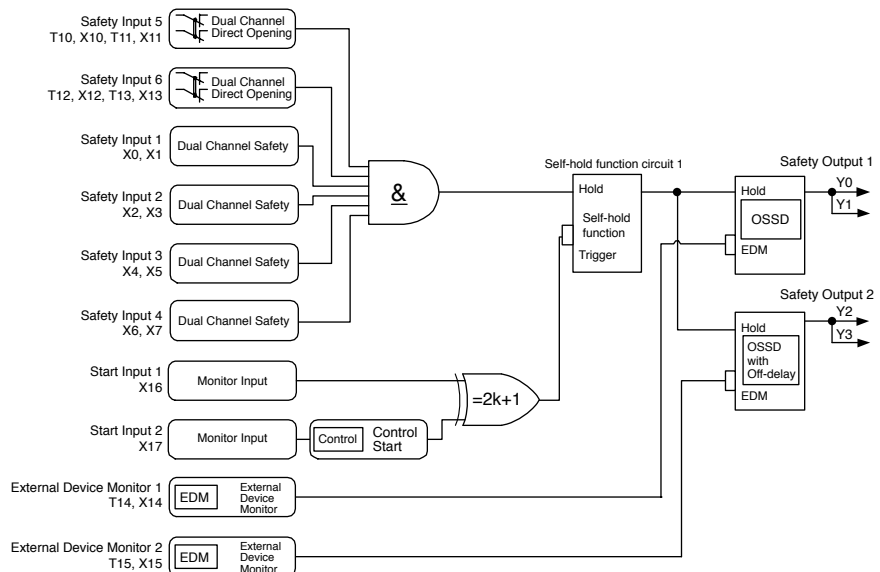 Safety Input 5
T10, X10, T11, X11
Dual Channel
Direct Opening
Safety Input 6
T12, X12, T13, X13
Dual Channel
Direct Opening
Safety Input 1
X0, X1
Dual Channel Safety
Safety Input 2
X2, X3
Dual Channel Safety
Safety Input 3
X4, X5
Dual Channel Safety
Safety Input 4
X6, X7
Dual Channel Safety
&
Start Input 1
X16
Monitor Input
Start Input 2
X17
Monitor Input
Control
Control
Start
=2k+1
External Device Monitor 1
T14, X14
EDM
External
Device
Monitor
External Device Monitor 2
T15, X15
EDM
External
Device
Monitor
Self-hold function circuit 1
Hold
Self-hold
function
Trigger
Safety Output 1
Hold
OSSD
EDM
Y0
Y1
Safety Output 2
Hold
OSSD
with
Off-delay
EDM
Y2
Y3